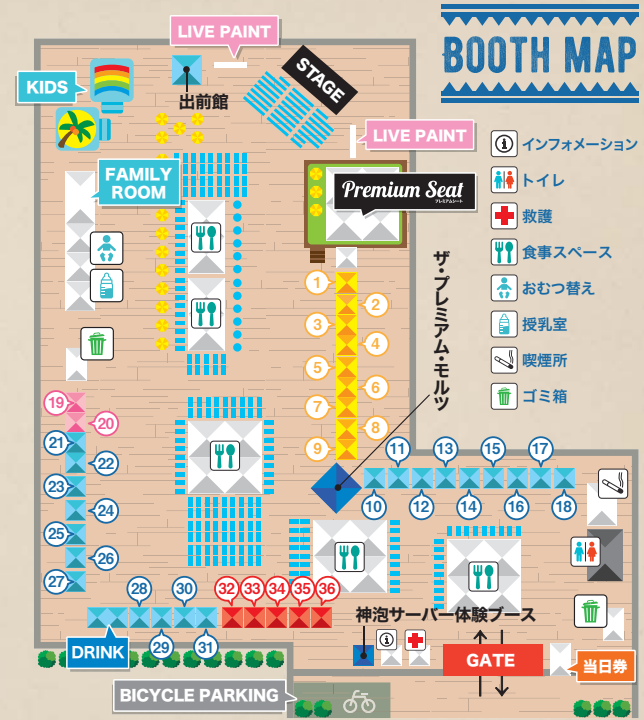 BOOTH MAP
LIVE PAINT
STAGE
KIDS
出前館
LIVE PAINT
インフォメーション
トイレ
救護
食事スペース
おむつ替え
授乳室
喫煙所
ゴミ箱
FAMILY
ROOM
Premium Seat
プレミアムシート
ザ・プレミアム・モルツ
1
2
3
4
5
6
7
8
9
10
11
12
13
14
15
16
17
18
19
20
21
22
23
24
25
26
27
28
29
30
31
32
33
34
35
36
DRINK
神泡サーバー体験ブース
GATE
当日券
BICYCLE PARKING